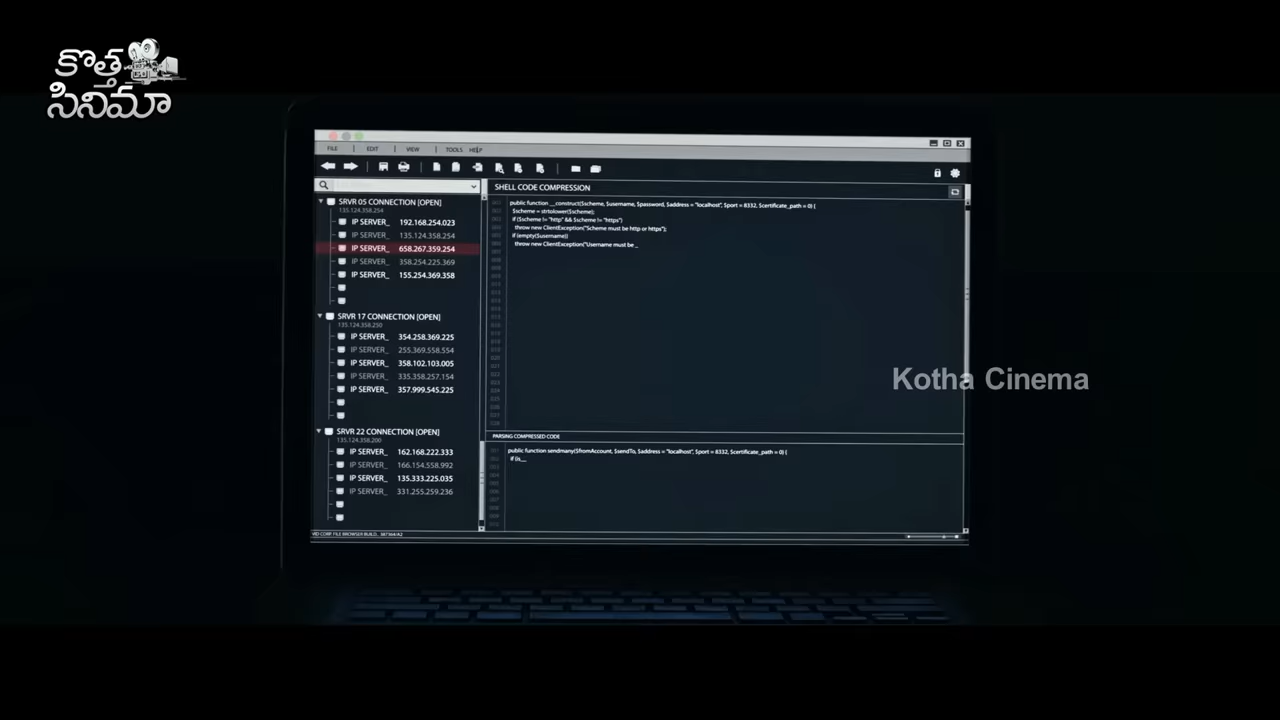 కొత్త
సినిమా
FILE | EDIT | VIEW | TOOLS HELP
SHELL CODE COMPRESSION
SRVR 05 CONNECTION [OPEN]
135.124.358.254
IP SERVER_ 192.168.254.023
IP SERVER_ 135.124.358.254
IP SERVER_ 658.267.359.254
IP SERVER_ 358.254.225.369
IP SERVER_ 155.254.369.358
SRVR 17 CONNECTION [OPEN]
135.124.358.250
IP SERVER_ 354.258.369.225
IP SERVER_ 255.369.558.554
IP SERVER_ 358.102.103.005
IP SERVER_ 335.358.257.154
IP SERVER_ 357.999.545.225
SRVR 22 CONNECTION [OPEN]
135.124.358.200
IP SERVER_ 162.168.222.333
IP SERVER_ 166.154.558.992
IP SERVER_ 135.333.225.035
IP SERVER_ 331.255.259.236
public function __construct($scheme, $username, $password, $address = "localhost", $port = 8332, $certificate_path = 0) {
$scheme = strtolower($scheme);
if ($scheme != "http" && $scheme != "https")
throw new ClientException("Scheme must be http or https");
if (empty($username))
throw new ClientException("Username must be _
Kotha Cinema
PARSING COMPRESSED CODE
public function sendmany($fromAccount, $sendTo, $address = "localhost", $port = 8332, $certificate_path = 0) {
if (is__
CORP. FILE BROWSER BUILD..